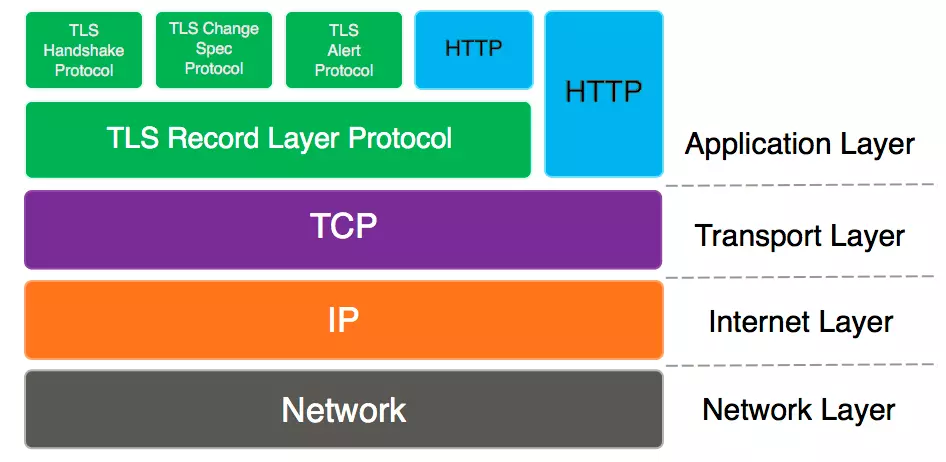 TLS
Handshake
Protocol
TLS Change
Spec
Protocol
TLS
Alert
Protocol
HTTP
HTTP
TLS Record Layer Protocol
Application Layer
TCP
Transport Layer
IP
Internet Layer
Network
Network Layer